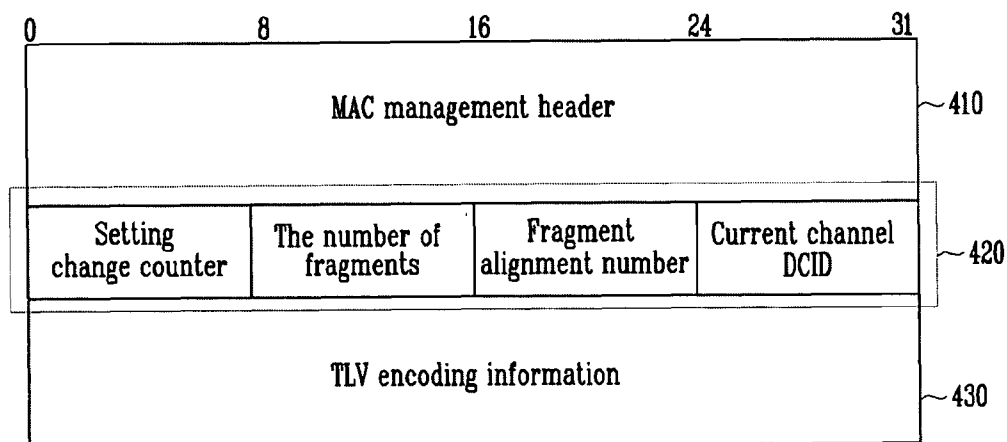 0 8 16 24 31
MAC management header
410
Setting
change counter
The number of
fragments
Fragment
alignment number
Current channel
DCID
420
TLV encoding information
430